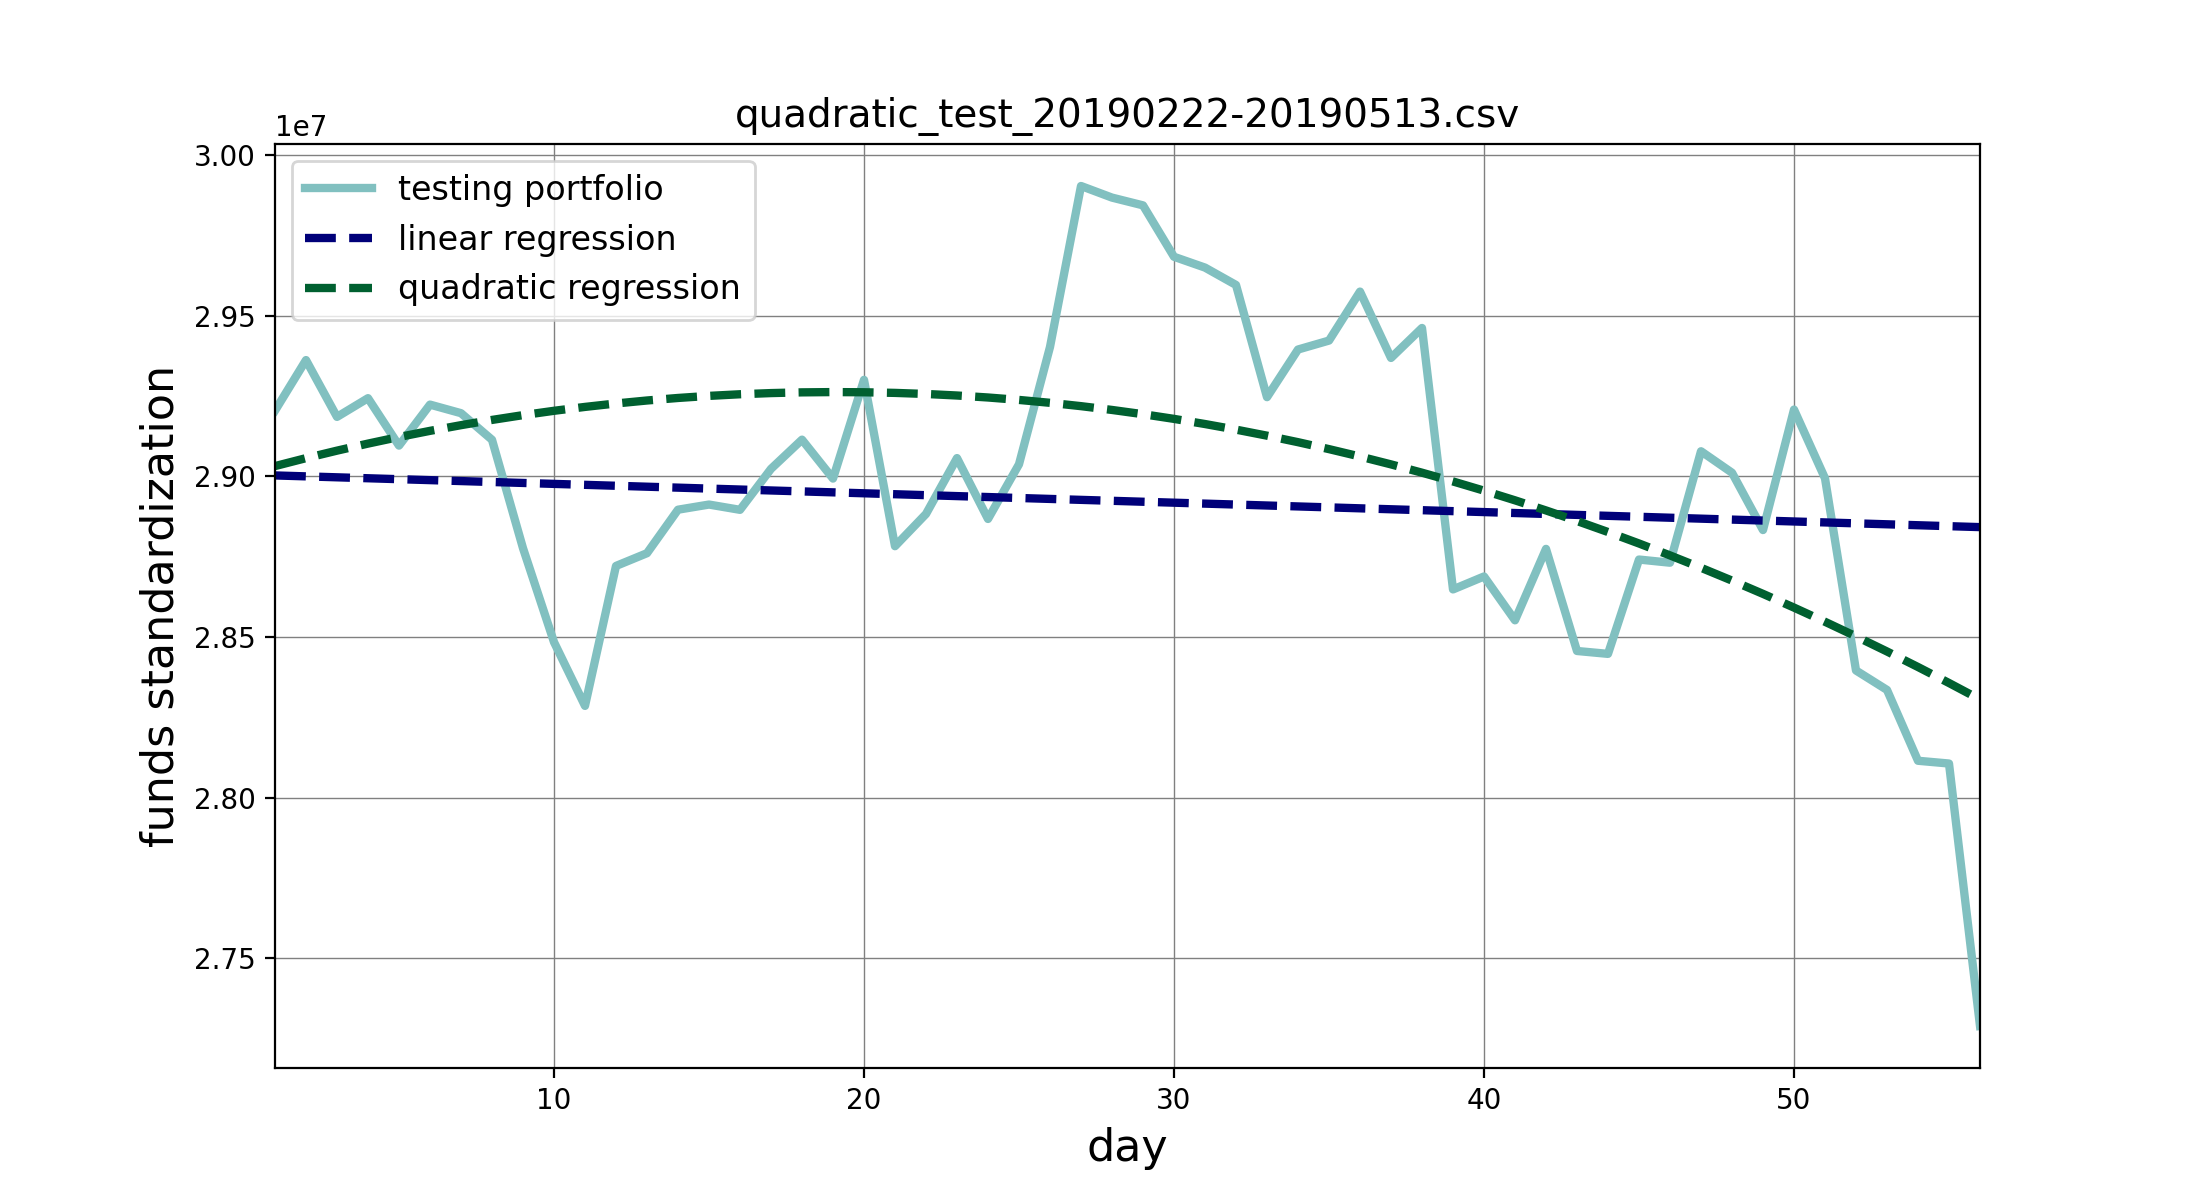 quadratic_test_20190222-20190513.csv
1e7
3.00
2.95
2.90
2.85
2.80
2.75
funds standardization
testing portfolio
linear regression
quadratic regression
10 20 30 40 50
day